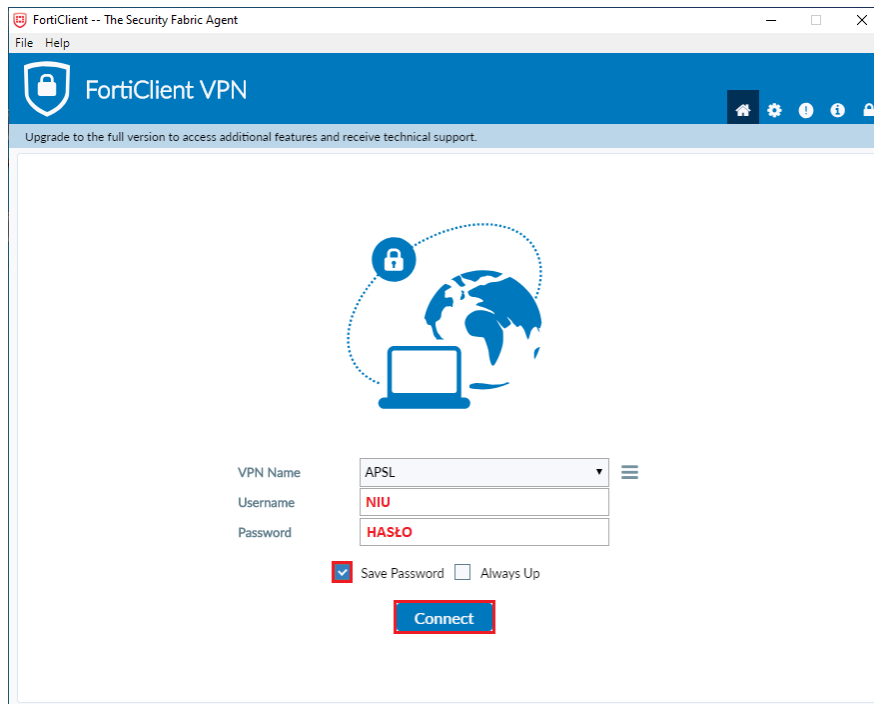 FortiClient -- The Security Fabric Agent
File Help
FortiClient VPN
Upgrade to the full version to access additional features and receive technical support.
VPN Name APSL
Username NIU
Password HASŁO
Save Password Always Up
Connect